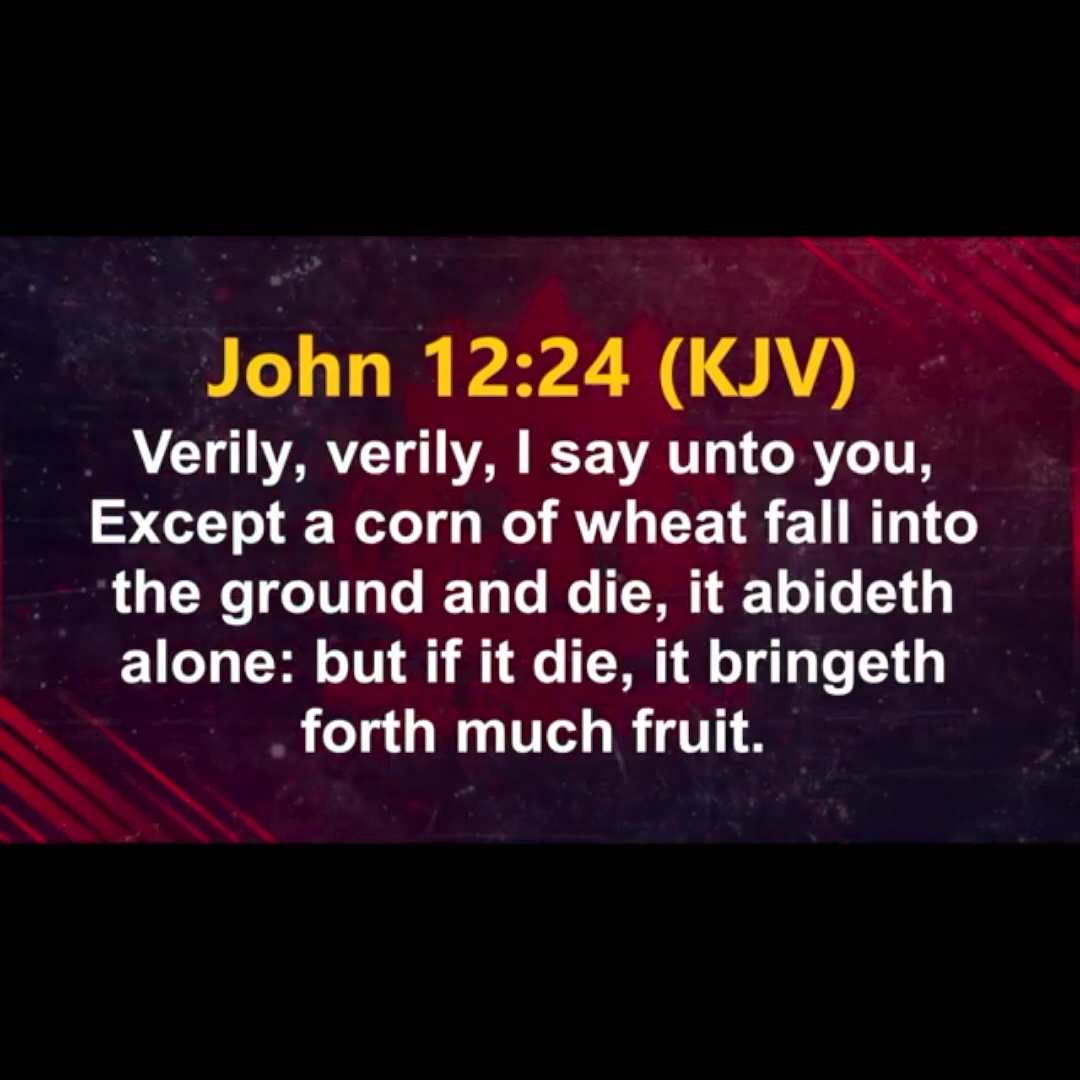 John 12:24 (KJV)
Verily, verily, I say unto you,
Except a corn of wheat fall into
the ground and die, it abideth
alone: but if it die, it bringeth
forth much fruit.